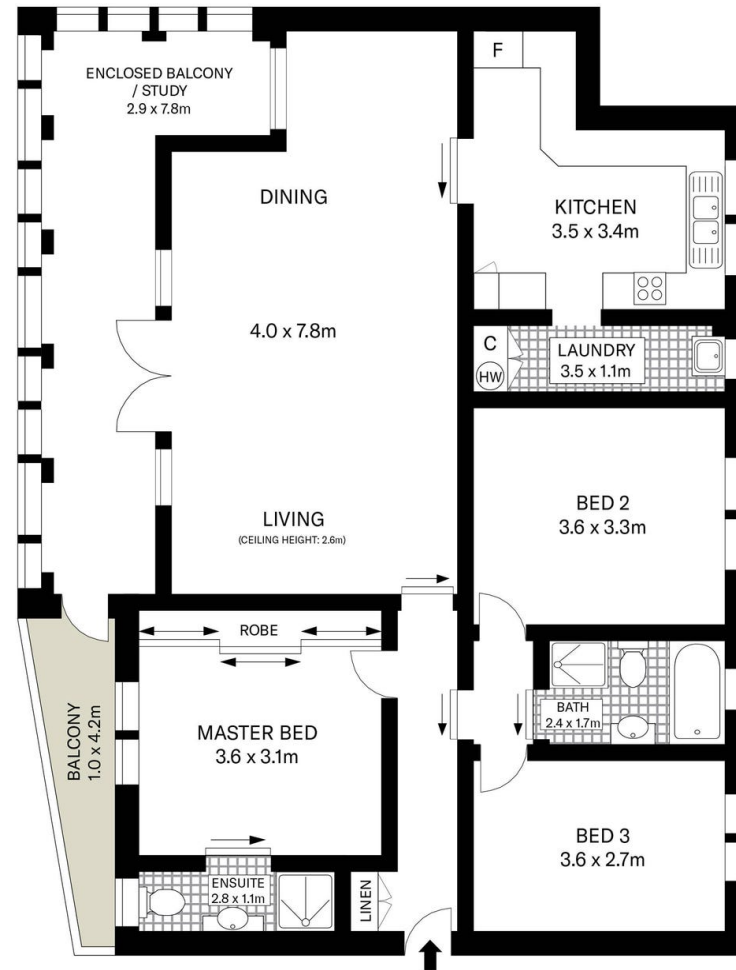 ENCLOSED BALCONY
/ STUDY
2.9 x 7.8m
F
DINING
KITCHEN
3.5 x 3.4m
4.0 x 7.8m
C
HW
LAUNDRY
3.5 x 1.1m
LIVING
(CEILING HEIGHT: 2.6m)
BED 2
3.6 x 3.3m
ROBE
BALCONY
1.0 x 4.2m
MASTER BED
3.6 x 3.1m
BATH
2.4 x 1.7m
BED 3
3.6 x 2.7m
ENSUITE
2.8 x 1.1m
LINEN